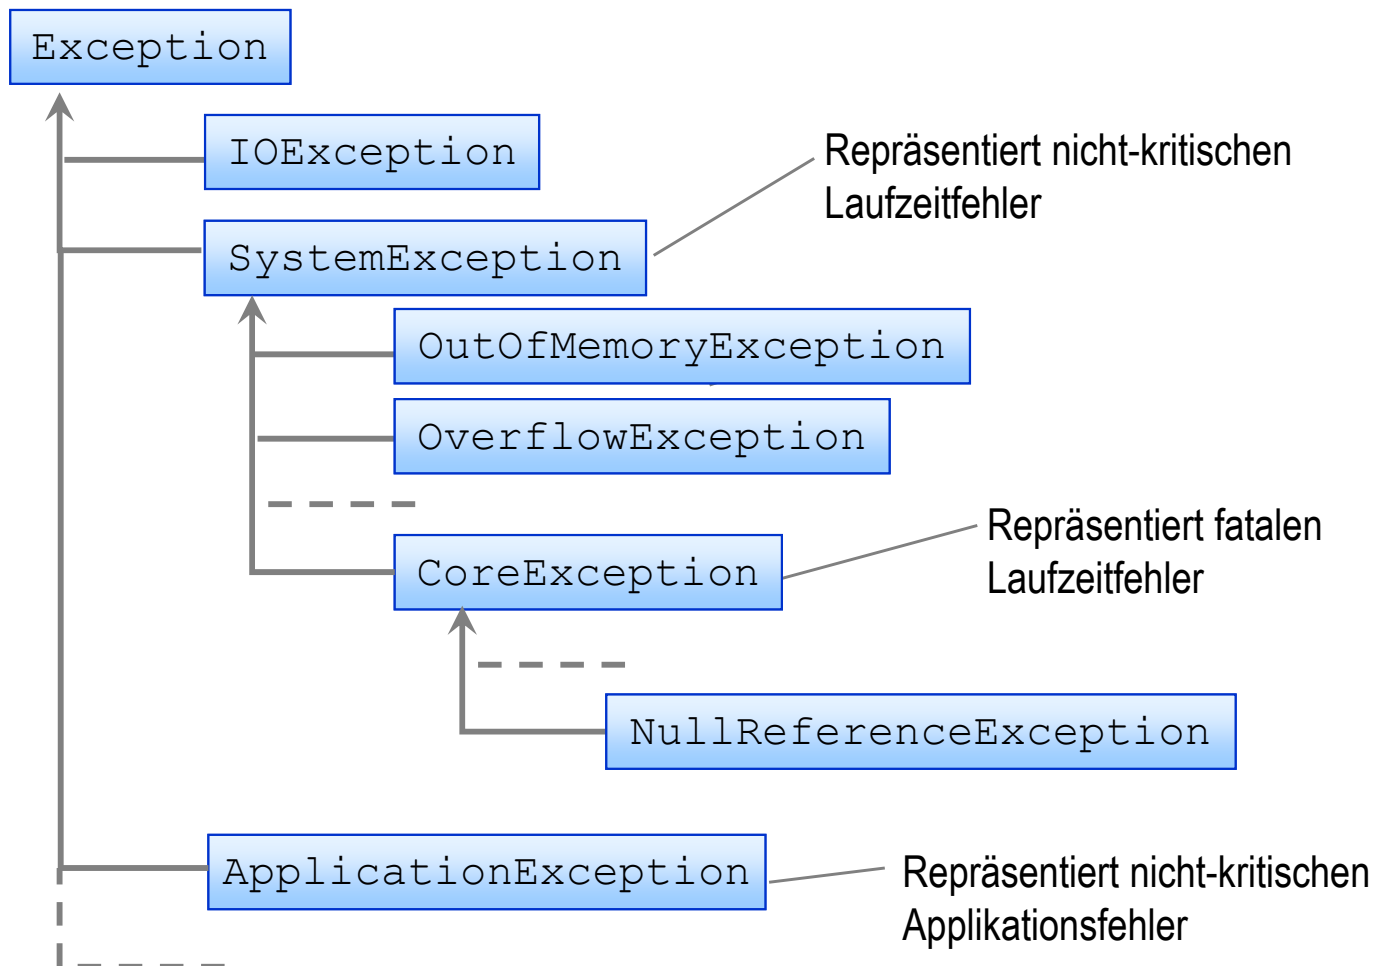 Exception
IOException
Repräsentiert nicht-kritischen
Laufzeitfehler
SystemException
OutOfMemoryException
OverflowException
Repräsentiert fatalen
Laufzeitfehler
CoreException
NullReferenceException
ApplicationException
Repräsentiert nicht-kritischen
Applikationsfehler